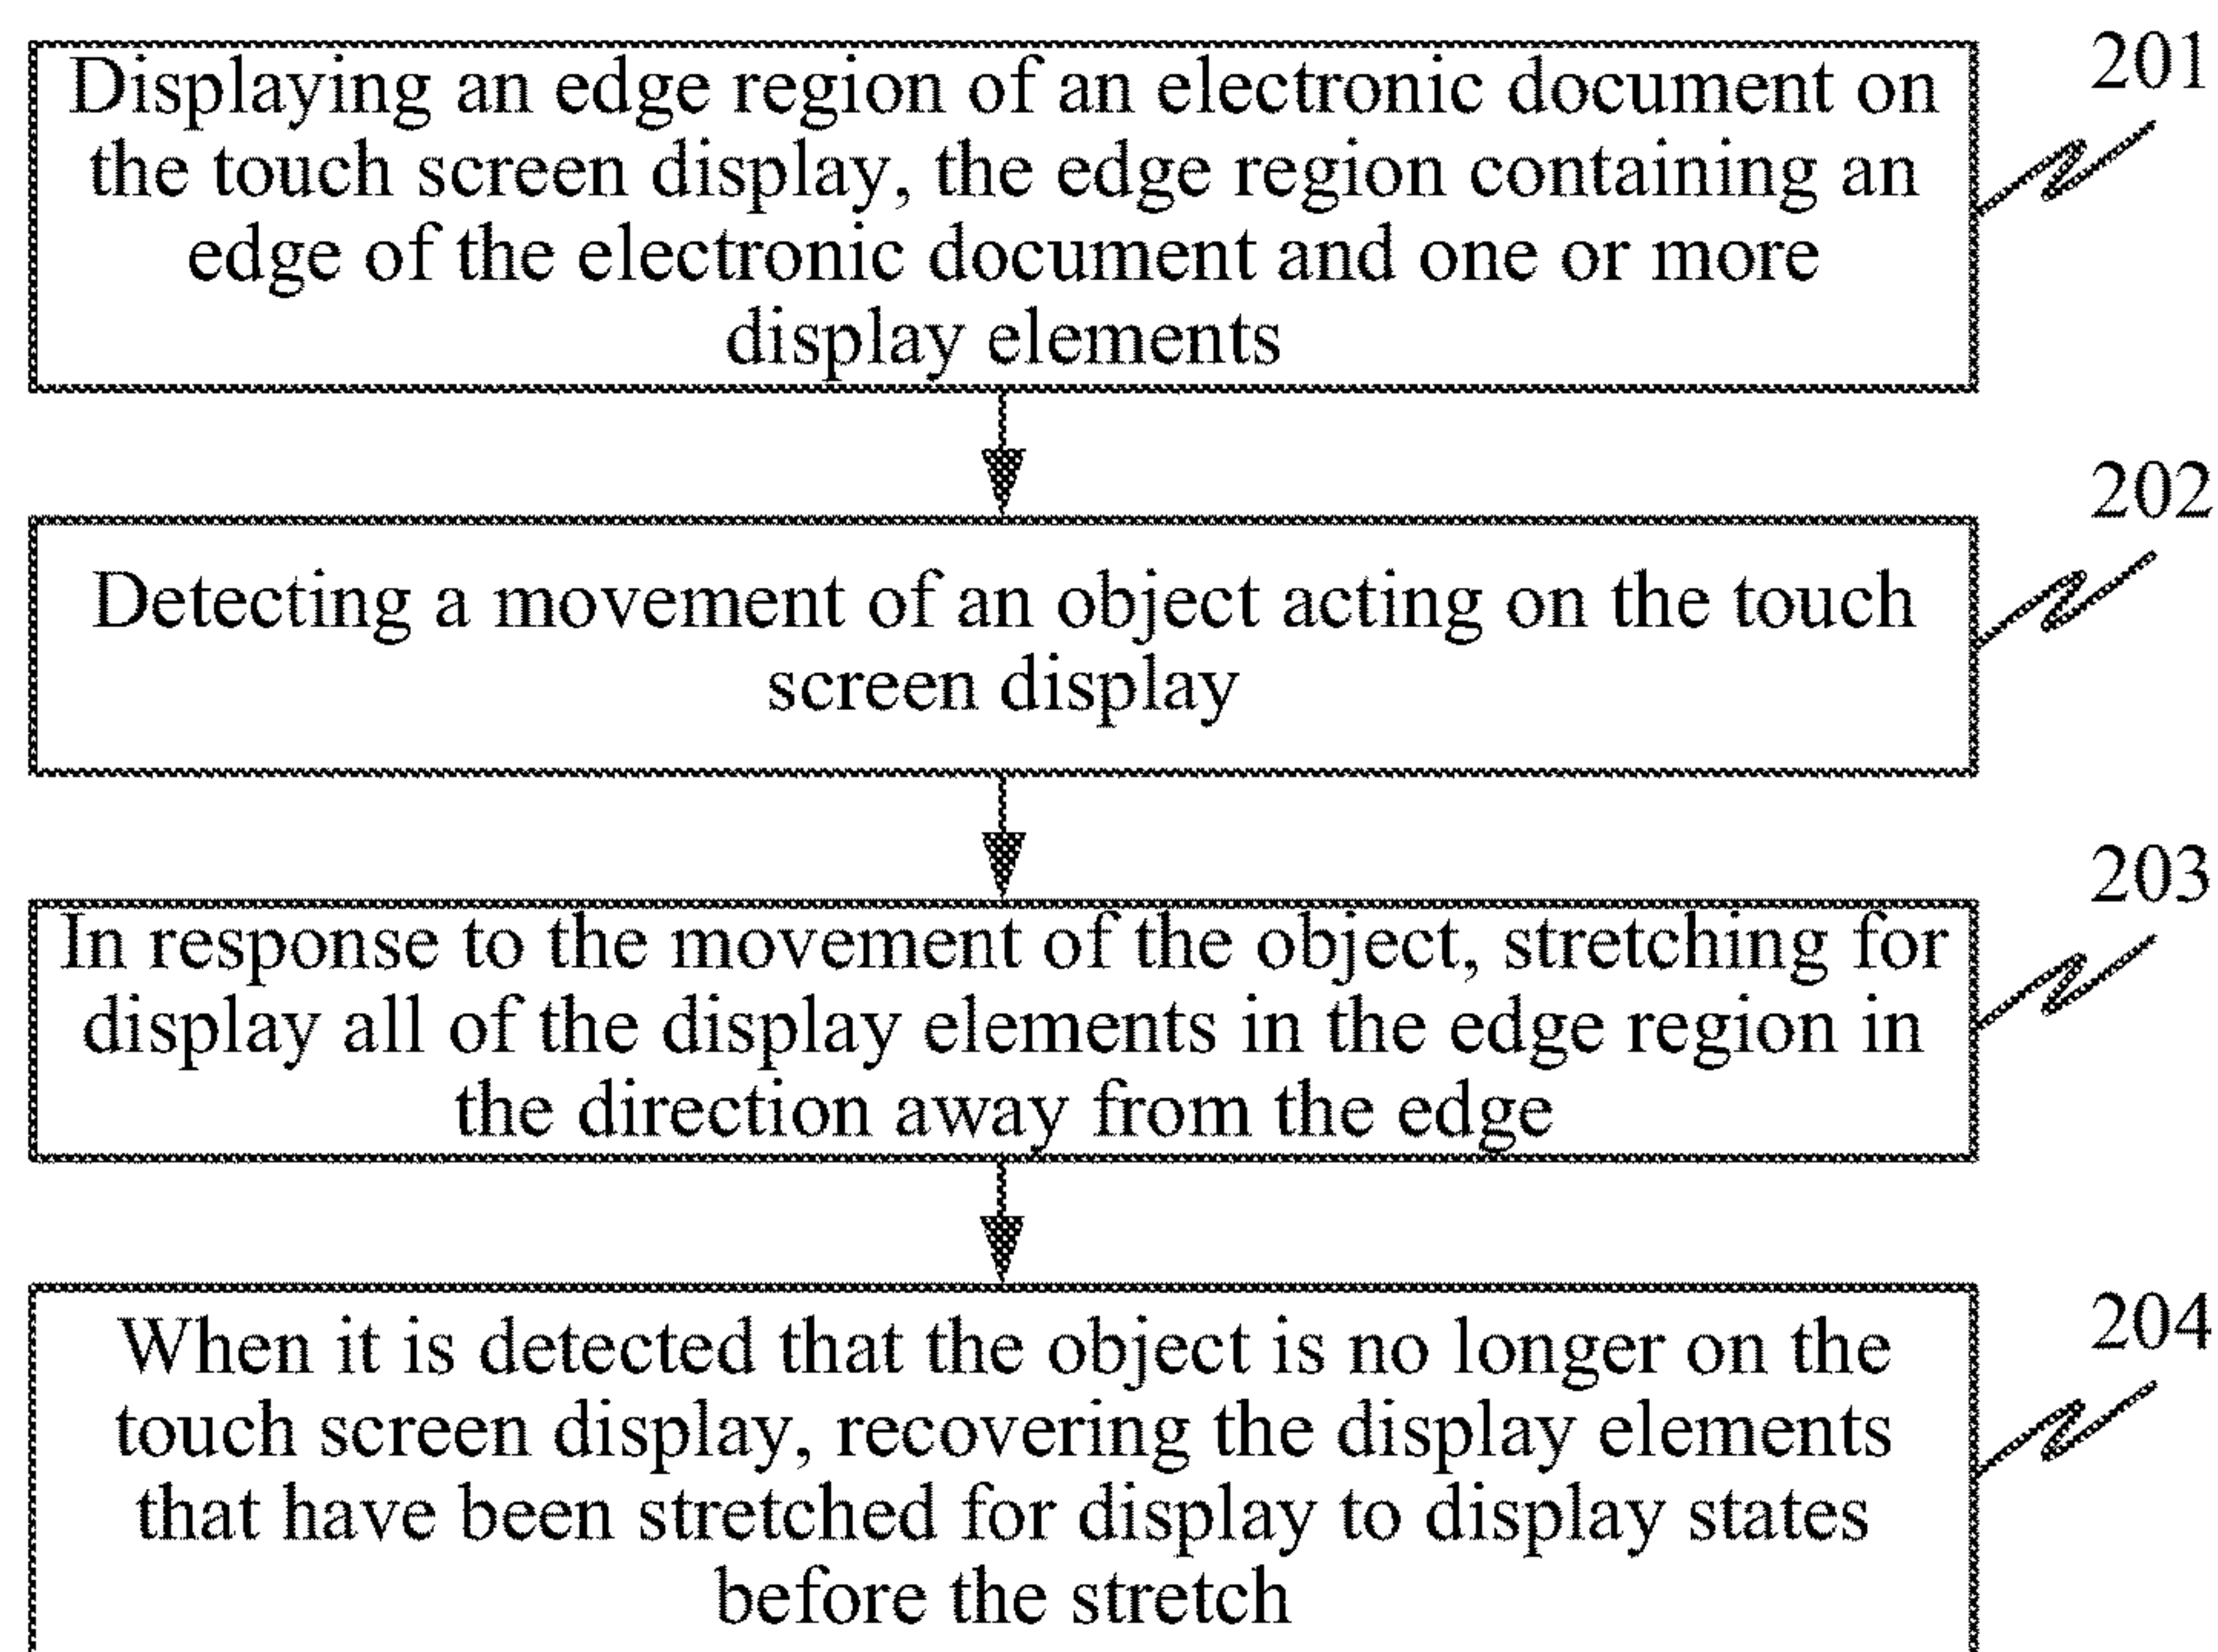 Displaying an edge region of an electronic document on
the touch screen display, the edge region containing an
edge of the electronic document and one or more
display elements
201
Detecting a movement of an object acting on the touch
screen display
202
In response to the movement of the object, stretching for
display all of the display elements in the edge region in
the direction away from the edge
203
When it is detected that the object is no longer on the
touch screen display, recovering the display elements
that have been stretched for display to display states
before the stretch
204